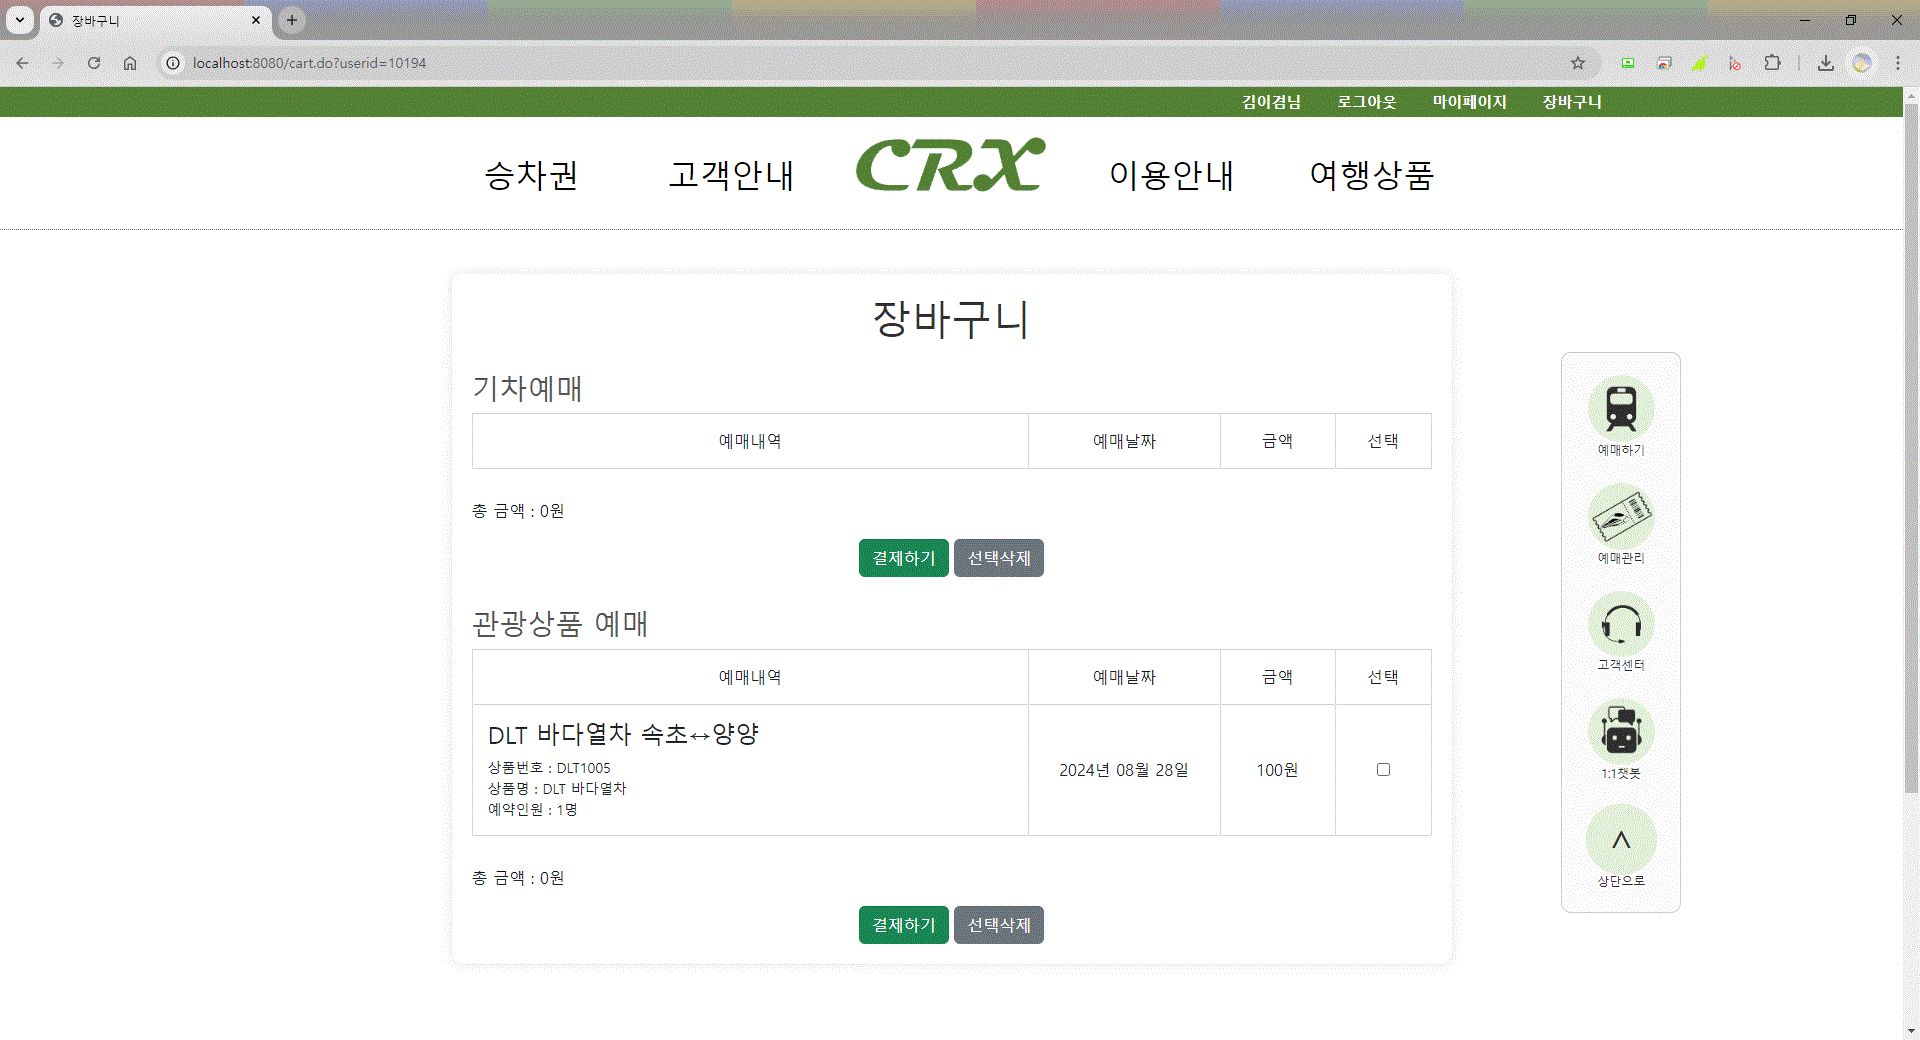 장바구니
localhost:8080/cart.do?userid=10194
김이겸님 로그아웃 마이페이지 장바구니
승차권 고객안내 CRX 이용안내 여행상품
장바구니
기차예매
예매내역 예매날짜 금액 선택
총 금액 : 0원
결제하기 선택삭제
관광상품 예매
예매내역 예매날짜 금액 선택
DLT 바다열차 속초↔양양
상품번호 : DLT1005
상품명 : DLT 바다열차
예약인원 : 1명
2024년 08월 28일 100원
총 금액 : 0원
결제하기 선택삭제
예매하기
예매관리
고객센터
1:1챗봇
상단으로